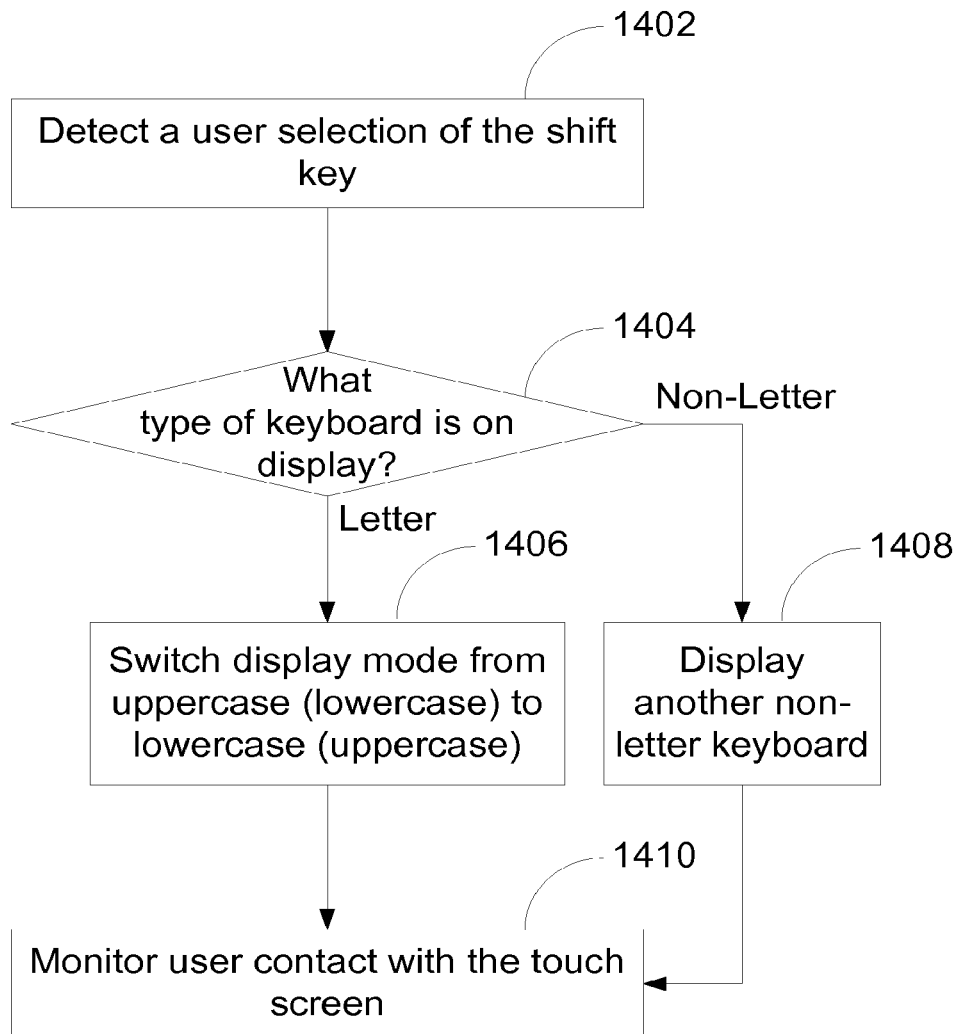 1402
Detect a user selection of the shift
key
1404
What
type of keyboard is on
display?
Non-Letter
Letter
1406
1408
Switch display mode from
uppercase (lowercase) to
lowercase (uppercase)
Display
another non-
letter keyboard
1410
Monitor user contact with the touch
screen